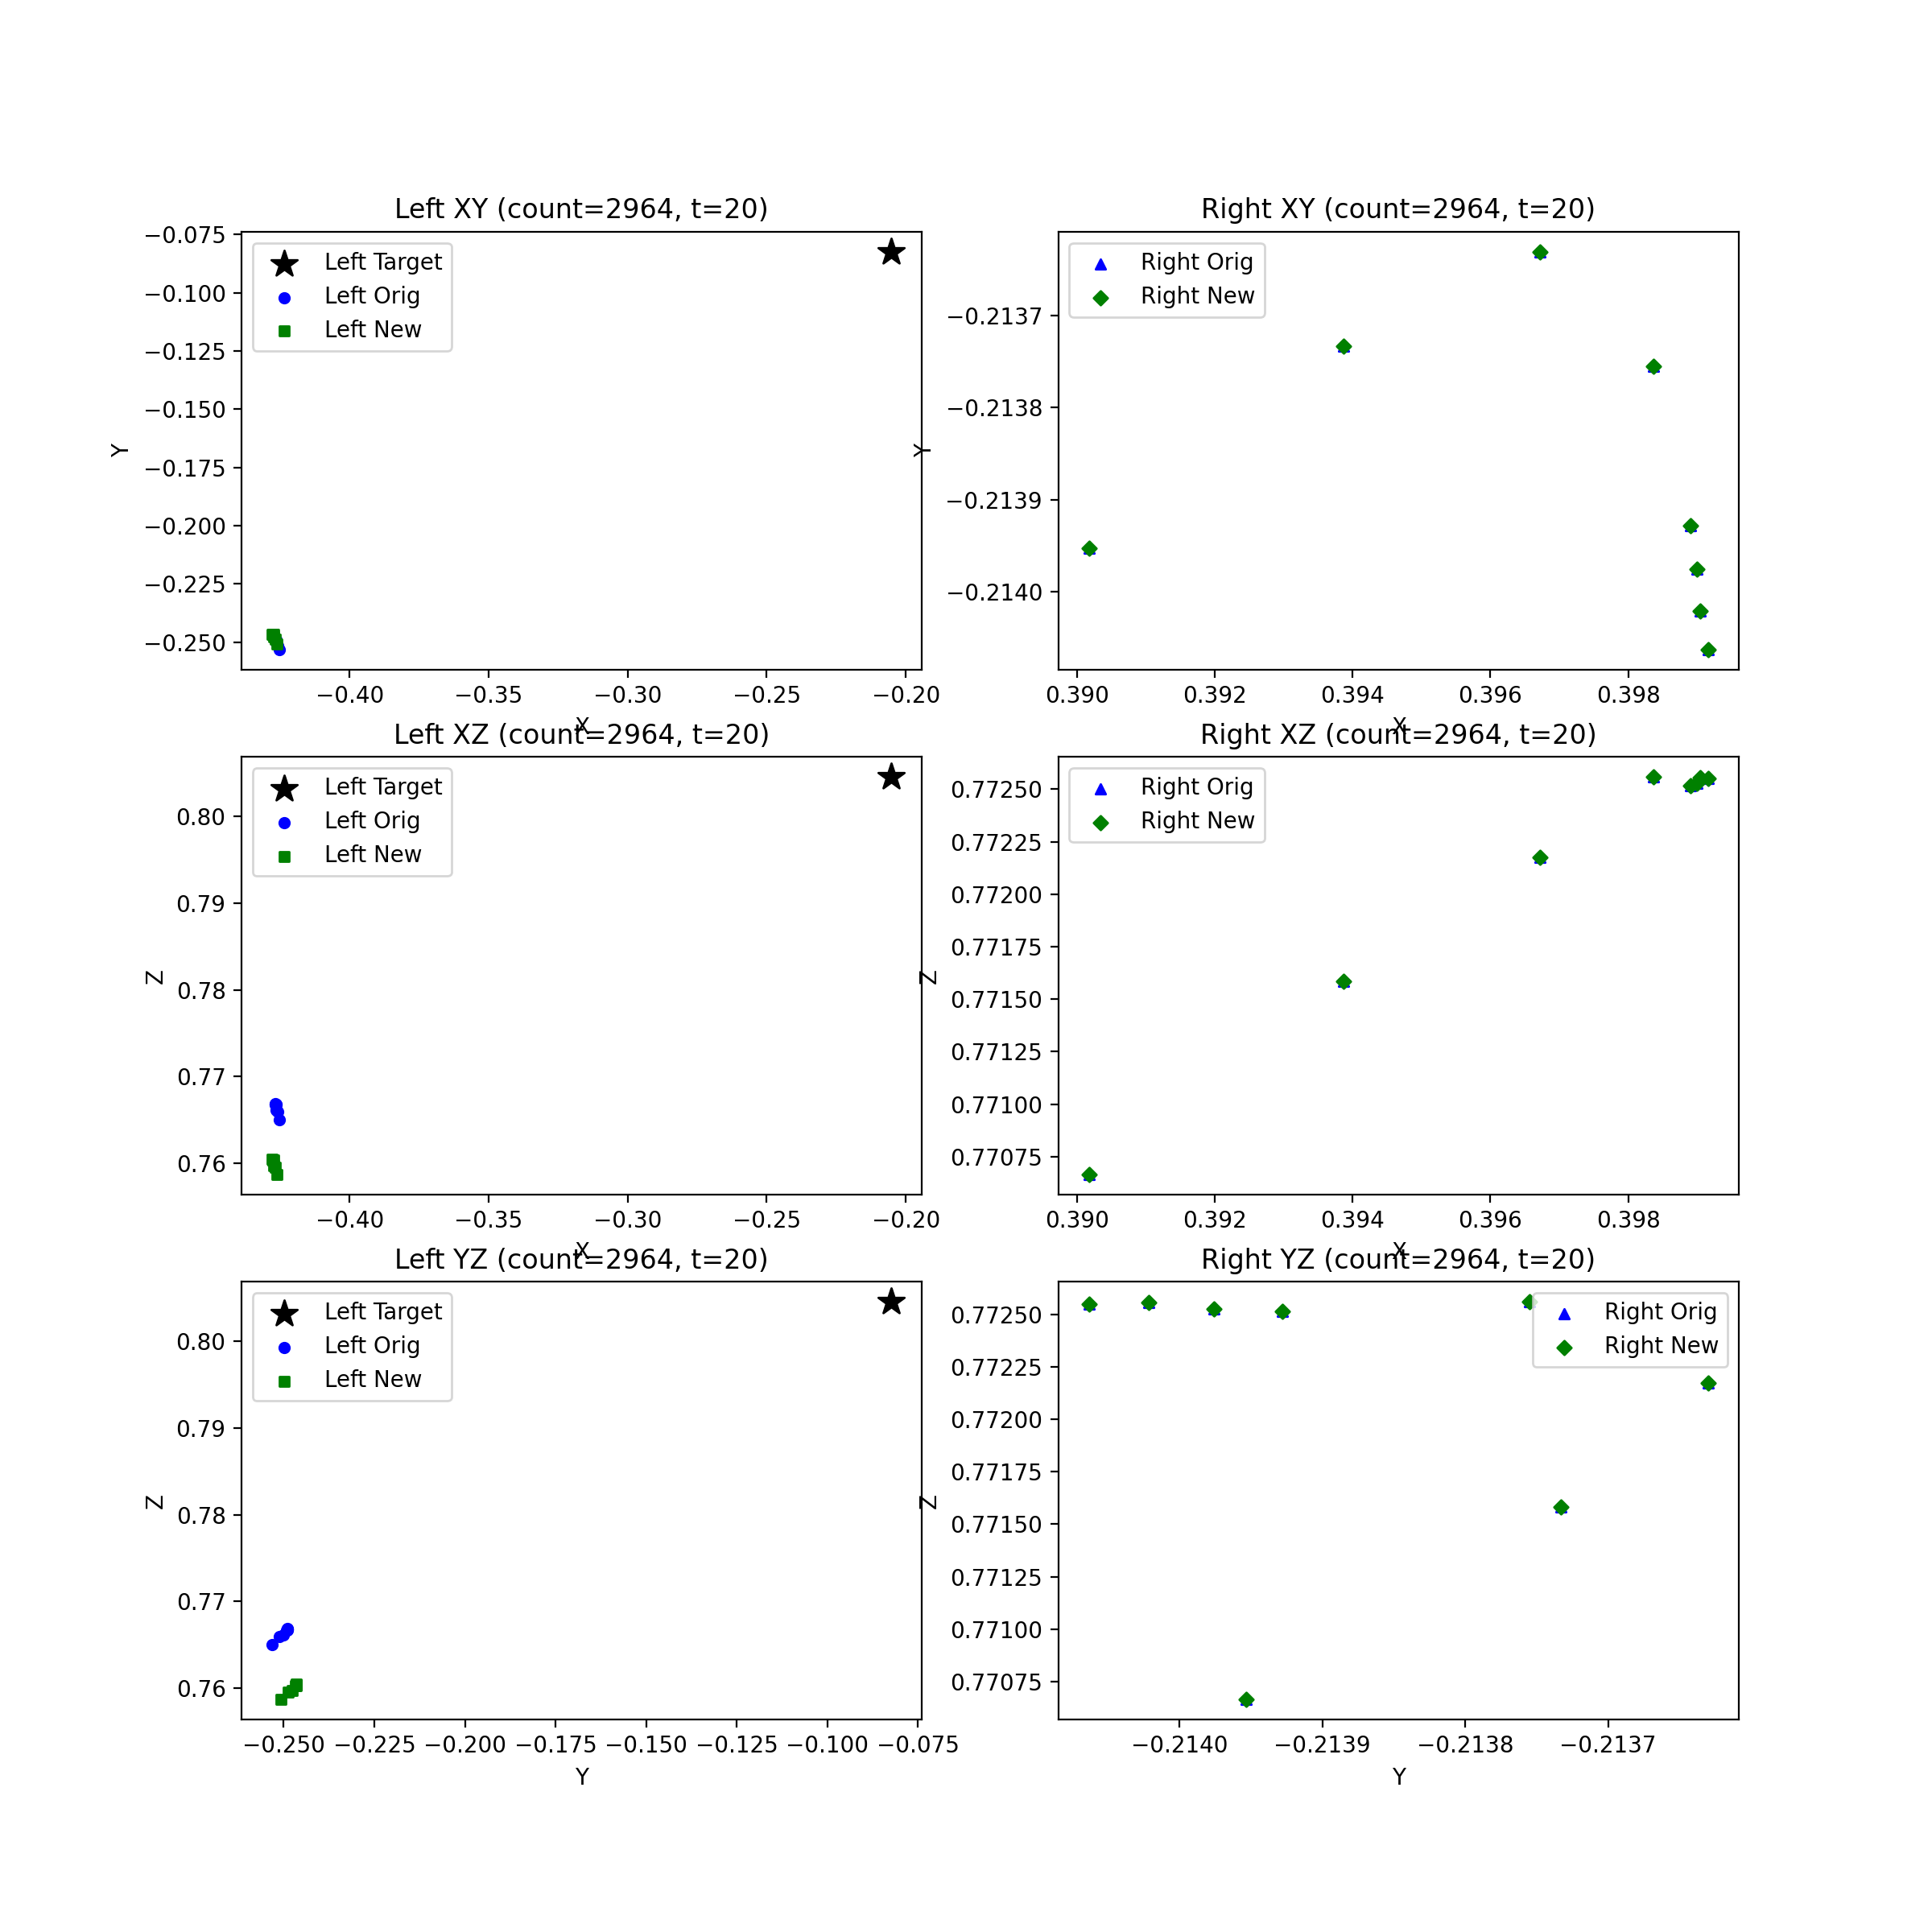 Left XY (count=2964, t=20)
Left Target
Left Orig
Left New
−0.075
−0.100
−0.125
−0.150
−0.175
−0.200
−0.225
−0.250
Y
−0.40
−0.35
−0.30
−0.25
−0.20
X
Right XY (count=2964, t=20)
Right Orig
Right New
−0.2137
−0.2138
−0.2139
−0.2140
Y
0.390
0.392
0.394
0.396
0.398
X
Left XZ (count=2964, t=20)
Left Target
Left Orig
Left New
0.80
0.79
0.78
0.77
0.76
Z
−0.40
−0.35
−0.30
−0.25
−0.20
X
Right XZ (count=2964, t=20)
Right Orig
Right New
0.77250
0.77225
0.77200
0.77175
0.77150
0.77125
0.77100
0.77075
Z
0.390
0.392
0.394
0.396
0.398
X
Left YZ (count=2964, t=20)
Left Target
Left Orig
Left New
0.80
0.79
0.78
0.77
0.76
Z
−0.250
−0.225
−0.200
−0.175
−0.150
−0.125
−0.100
−0.075
Y
Right YZ (count=2964, t=20)
Right Orig
Right New
0.77250
0.77225
0.77200
0.77175
0.77150
0.77125
0.77100
0.77075
Z
−0.2140
−0.2139
−0.2138
−0.2137
Y